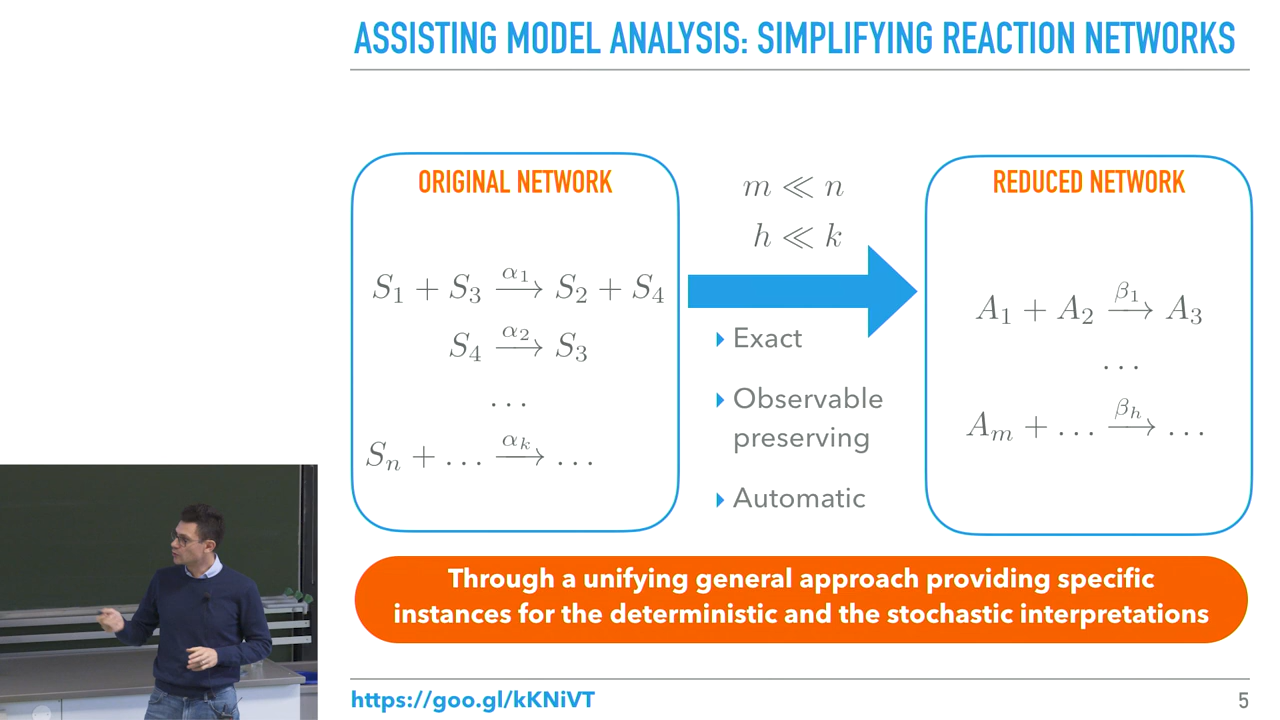 ASSISTING MODEL ANALYSIS: SIMPLIFYING REACTION NETWORKS
ORIGINAL NETWORK
S₁ + S₃ —α₁→ S₂ + S₄
S₄ —α₂→ S₃
...
Sₙ + ... —αₖ→ ...
m ≪ n
h ≪ k
Exact
Observable
preserving
Automatic
REDUCED NETWORK
A₁ + A₂ —β₁→ A₃
...
Aₘ + ... —βₕ→ ...
Through a unifying general approach providing specific
instances for the deterministic and the stochastic interpretations
https://goo.gl/kKNiVT
5